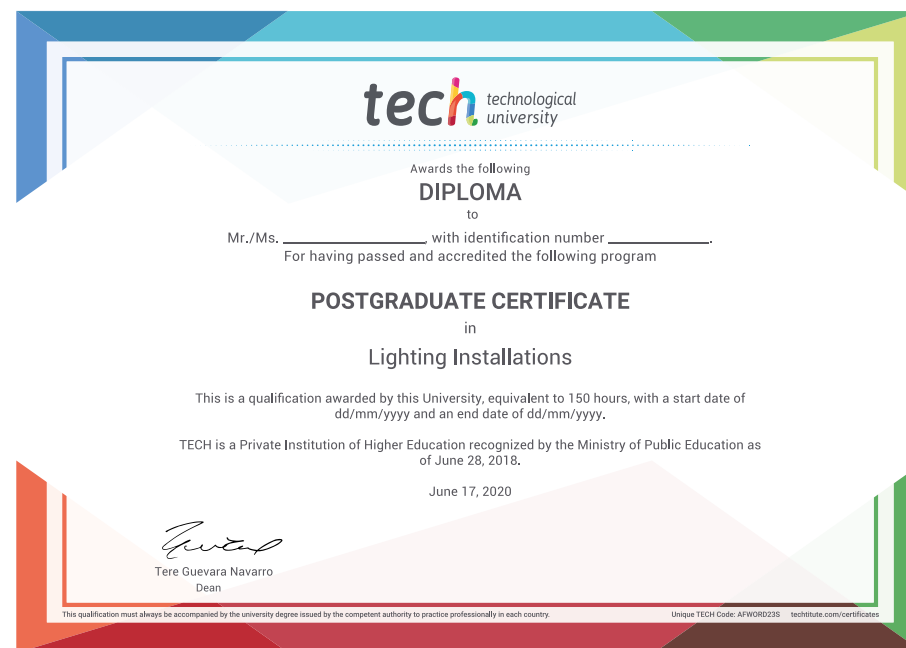 tech technological
university
Awards the following
DIPLOMA
to
Mr./Ms. ____________________, with identification number ______________.
For having passed and accredited the following program
POSTGRADUATE CERTIFICATE
in
Lighting Installations
This is a qualification awarded by this University, equivalent to 150 hours, with a start date of
dd/mm/yyyy and an end date of dd/mm/yyyy.
TECH is a Private Institution of Higher Education recognized by the Ministry of Public Education as
of June 28, 2018.
June 17, 2020
Tere Guevara Navarro
Dean
This qualification must always be accompanied by the university degree issued by the competent authority to practice professionally in each country. Unique TECH Code: AFWORD23S techtitute.com/certificates